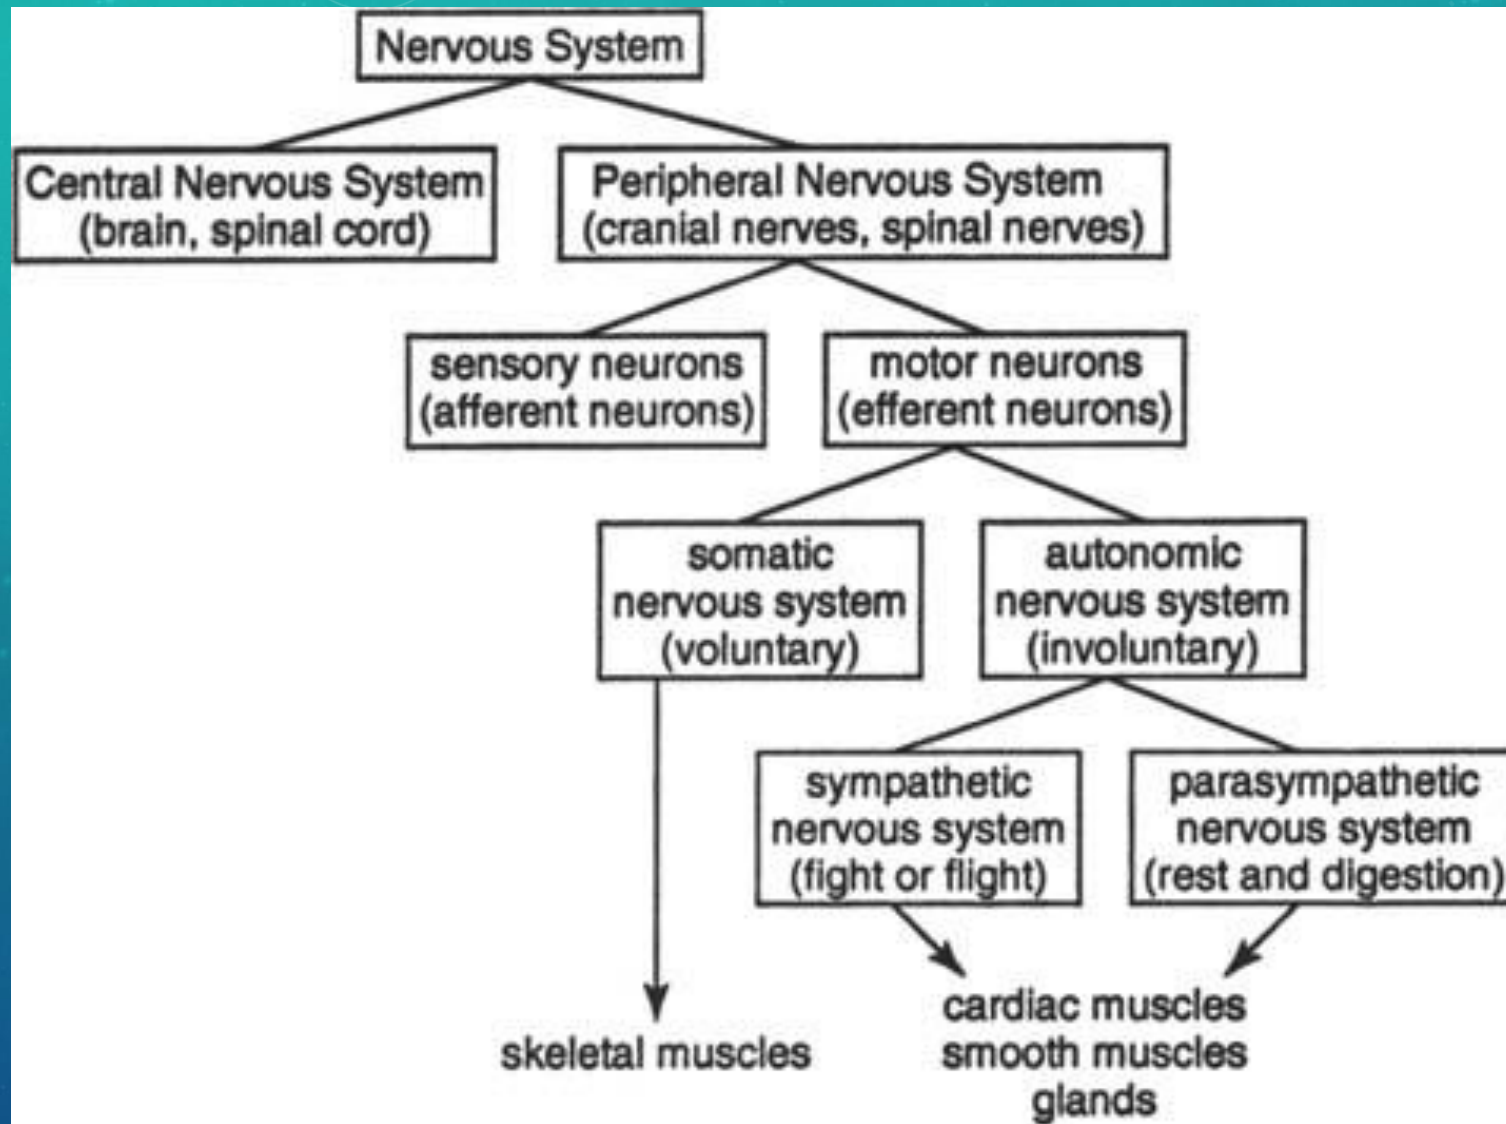 Nervous System
Central Nervous System
(brain, spinal cord)
Peripheral Nervous System
(cranial nerves, spinal nerves)
sensory neurons
(afferent neurons)
motor neurons
(efferent neurons)
somatic
nervous system
(voluntary)
autonomic
nervous system
(involuntary)
sympathetic
nervous system
(fight or flight)
parasympathetic
nervous system
(rest and digestion)
skeletal muscles
cardiac muscles
smooth muscles
glands